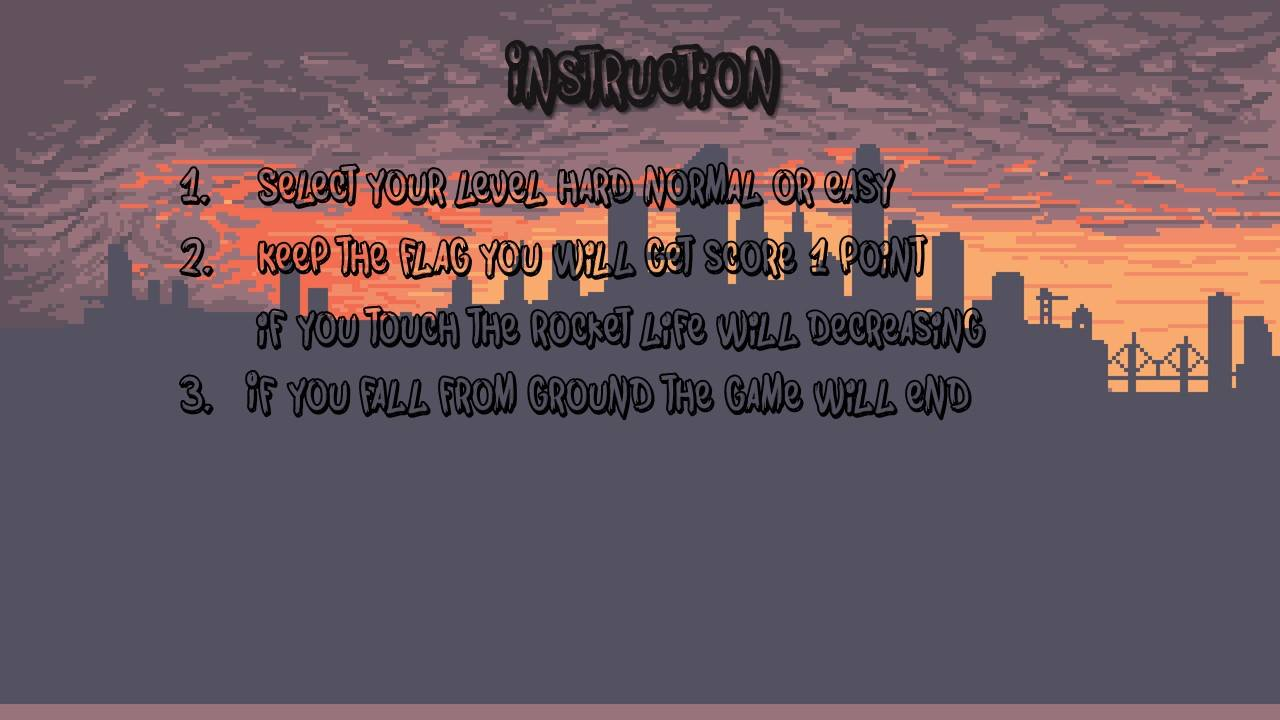 INSTRUCTION
1. SELECT YOUR LEVEL HARD NORMAL OR EASY
2. KEEP THE FLAG YOU WILL GET SCORE 1 POINT
IF YOU TOUCH THE ROCKET LIFE WILL DECREASING
3. IF YOU FALL FROM GROUND THE GAME WILL END